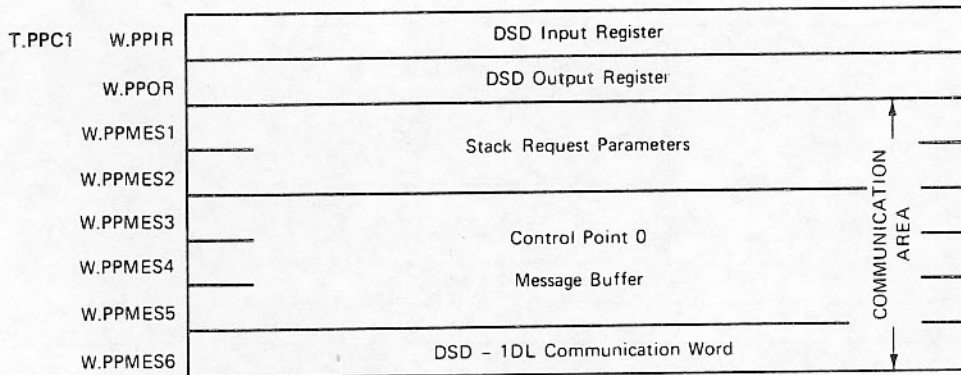 T.PPC1 W.PPIR DSD Input Register
W.PPOR DSD Output Register
W.PPMES1
Stack Request Parameters
W.PPMES2
W.PPMES3
Control Point 0
W.PPMES4
Message Buffer
W.PPMES5
W.PPMES6 DSD - 1DL Communication Word
COMMUNICATION
AREA